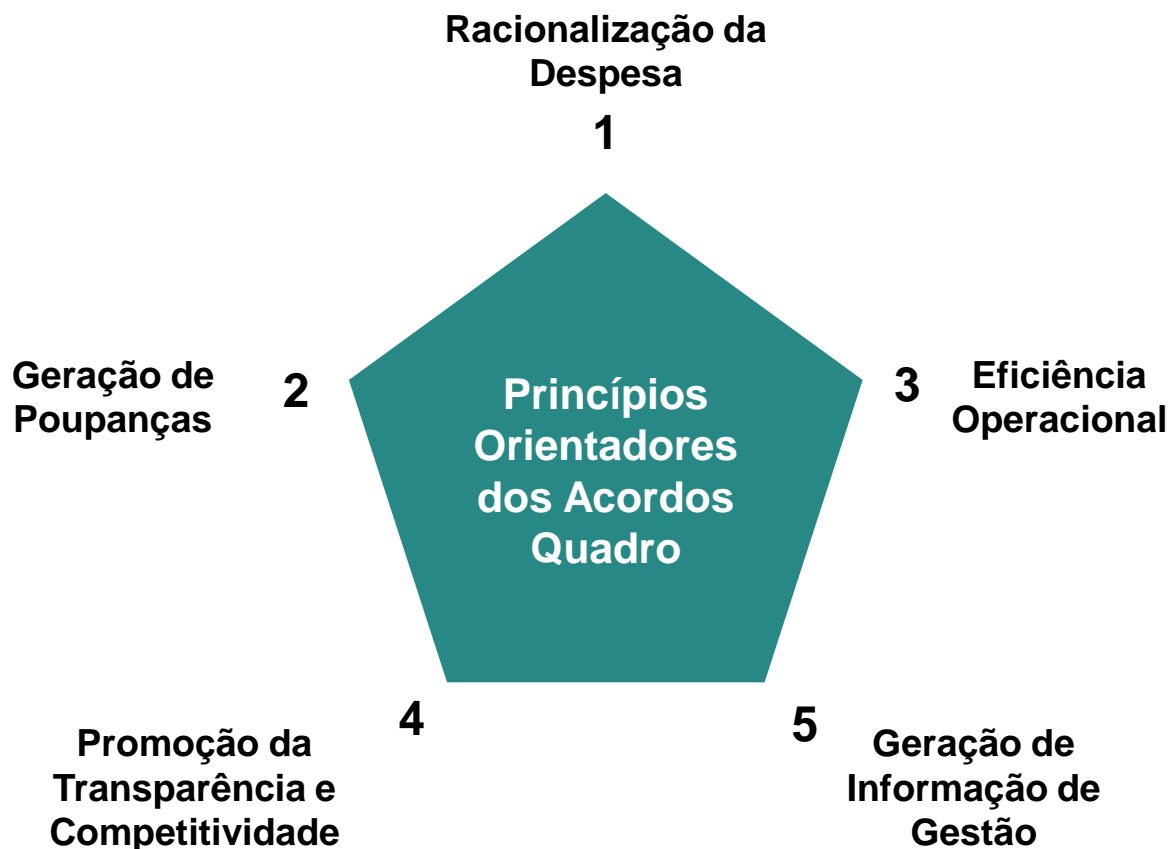 Racionalização da
Despesa
1
Geração de
Poupanças
2
Princípios
Orientadores
dos Acordos
Quadro
3
Eficiência
Operacional
4
Promoção da
Transparência e
Competitividade
5
Geração de
Informação de
Gestão